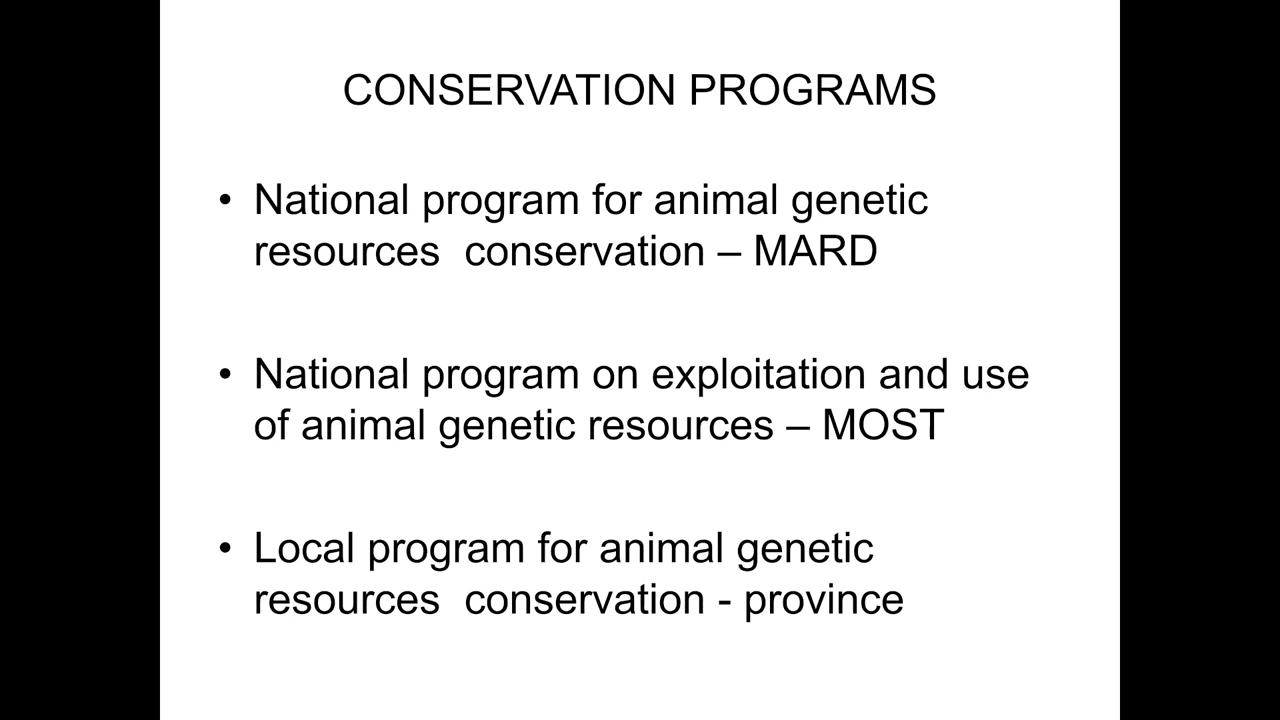 CONSERVATION PROGRAMS
• National program for animal genetic
resources  conservation – MARD
• National program on exploitation and use
of animal genetic resources – MOST
• Local program for animal genetic
resources  conservation - province